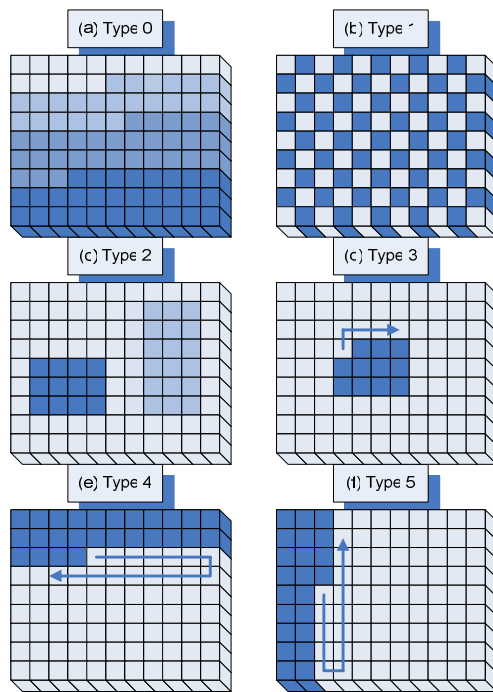 (a) Type 0
(b) Type 1
(c) Type 2
(d) Type 3
(e) Type 4
(f) Type 5